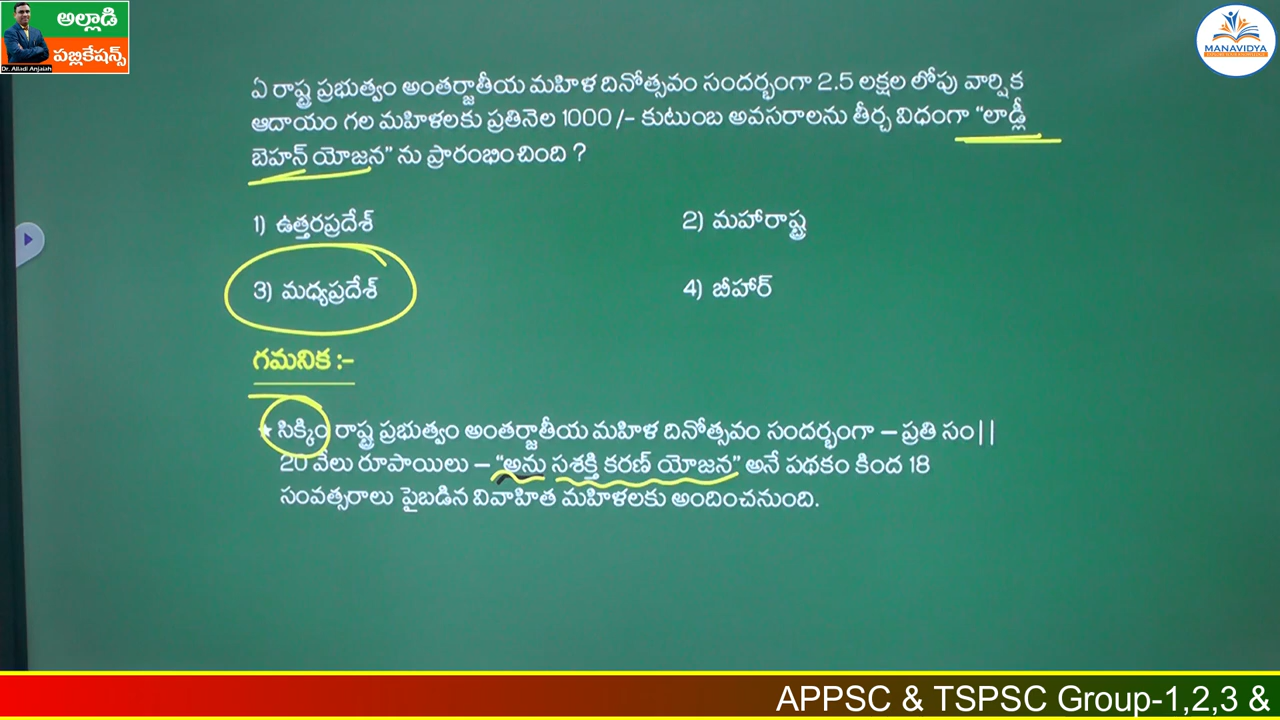 అల్లాడి
పబ్లికేషన్స్
Dr. Alladi Anjaiah
MANAVIDYA
ఏ రాష్ట్ర ప్రభుత్వం అంతర్జాతీయ మహిళ దినోత్సవం సందర్భంగా 2.5 లక్షల లోపు వార్షిక
ఆదాయం గల మహిళలకు ప్రతినెల 1000/- కుటుంబ అవసరాలను తీర్చ విధంగా "లాడ్లీ
బెహన్ యోజన" ను ప్రారంభించింది ?
1) ఉత్తరప్రదేశ్ 2) మహారాష్ట్ర
3) మధ్యప్రదేశ్ 4) బీహార్
గమనిక :-
★ సిక్కిం రాష్ట్ర ప్రభుత్వం అంతర్జాతీయ మహిళ దినోత్సవం సందర్భంగా – ప్రతి సం||
20 వేలు రూపాయిలు – "అను సశక్తి కరణ్ యోజన" అనే పథకం కింద 18
సంవత్సరాలు పైబడిన వివాహిత మహిళలకు అందించనుంది.
APPSC & TSPSC Group-1,2,3 &